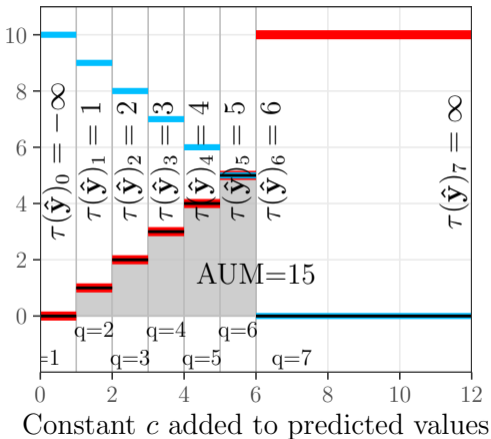 10
8
6
4
2
0
τ(ŷ)₀ = −∞
τ(ŷ)₁ = 1
τ(ŷ)₂ = 2
τ(ŷ)₃ = 3
τ(ŷ)₄ = 4
τ(ŷ)₅ = 5
τ(ŷ)₆ = 6
τ(ŷ)₇ = ∞
AUM=15
q=2 q=4 q=6
=1 q=3 q=5 q=7
0 2 4 6 8 10 12
Constant c added to predicted values